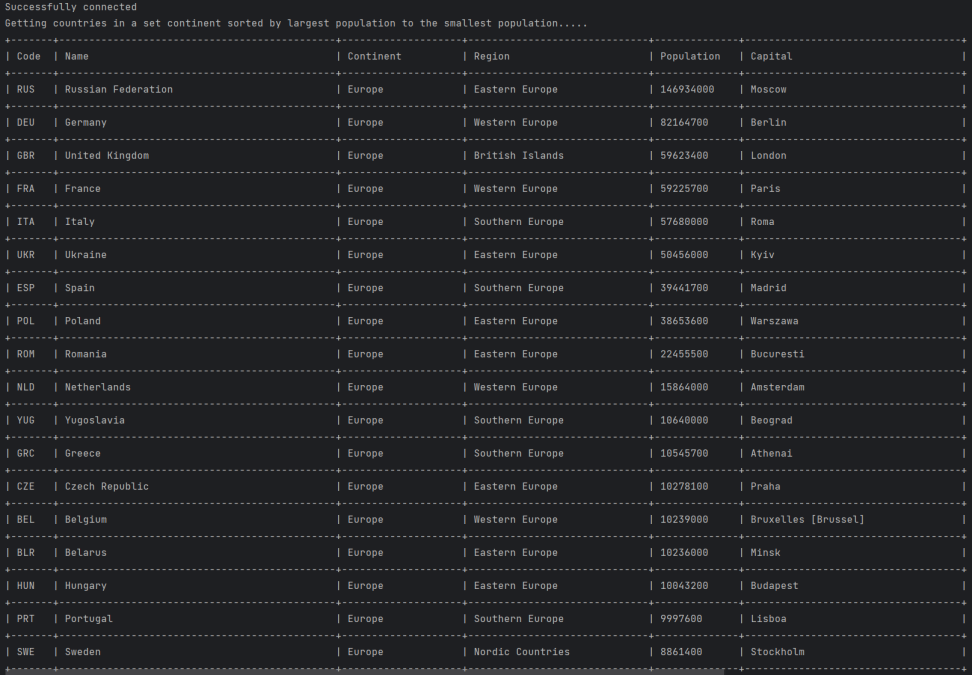 Successfully connected
Getting countries in a set continent sorted by largest population to the smallest population.....
| Code | Name | Continent | Region | Population | Capital |
| RUS | Russian Federation | Europe | Eastern Europe | 146934000 | Moscow |
| DEU | Germany | Europe | Western Europe | 82164700 | Berlin |
| GBR | United Kingdom | Europe | British Islands | 59623400 | London |
| FRA | France | Europe | Western Europe | 59225700 | Paris |
| ITA | Italy | Europe | Southern Europe | 57680000 | Roma |
| UKR | Ukraine | Europe | Eastern Europe | 50456000 | Kyiv |
| ESP | Spain | Europe | Southern Europe | 39441700 | Madrid |
| POL | Poland | Europe | Eastern Europe | 38653600 | Warszawa |
| ROM | Romania | Europe | Eastern Europe | 22455500 | Bucuresti |
| NLD | Netherlands | Europe | Western Europe | 15864000 | Amsterdam |
| YUG | Yugoslavia | Europe | Southern Europe | 10640000 | Beograd |
| GRC | Greece | Europe | Southern Europe | 10545700 | Athenai |
| CZE | Czech Republic | Europe | Eastern Europe | 10278100 | Praha |
| BEL | Belgium | Europe | Western Europe | 10239000 | Bruxelles [Brussel] |
| BLR | Belarus | Europe | Eastern Europe | 10236000 | Minsk |
| HUN | Hungary | Europe | Eastern Europe | 10043200 | Budapest |
| PRT | Portugal | Europe | Southern Europe | 9997600 | Lisboa |
| SWE | Sweden | Europe | Nordic Countries | 8861400 | Stockholm |